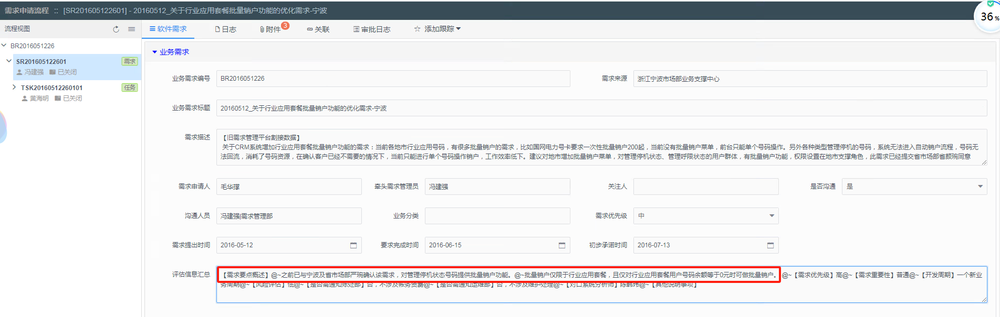 需求申请流程 :: [SR201605122601] - 20160512_关于行业应用套餐批量销户功能的优化需求-宁波
36 %
流程视图
软件需求 日志 附件 3 关联 审批日志 添加跟踪
BR2016051226
SR201605122601 需求
冯建强 已关闭
TSK20160512260101 任务
黄海明 已关闭
业务需求
业务需求编号 BR2016051226 需求来源 浙江宁波市场部业务支撑中心
业务需求标题 20160512_关于行业应用套餐批量销户功能的优化需求-宁波
需求描述 【旧需求管理平台割接数据】
关于CRM系统增加行业应用套餐批量销户功能的需求：当前各地市行业应用号码，有很多批量销户的需求，比如国网电力号卡要求一次性批量销户200起，当前没有批量销户菜单，前台只能单个号码操作。另外各种类型管理停机的号码，系统无法进入自动销户流程，号码无
法回流，消耗了号码资源，在确认客户已经不需要的情况下，当前只能进行单个号码操作销户，工作效率低下。建议对地市增加批量销户菜单，对管理停机状态、管理呼限状态的用户群体，有批量销户功能，权限设置在地市支撑角色，此需求已经提交省市场部省颜琬同意
需求申请人 毛华撑 牵头需求管理员 冯建强 关注人 是否沟通 是
沟通人员 冯建强|需求管理部 业务分类 需求优先级 中
需求提出时间 2016-05-12 要求完成时间 2016-06-15 初步承诺时间 2016-07-13
评估信息汇总 【需求要点概述】@~之前已与宁波及省市场部严琬确认该需求，对管理停机状态号码提供批量销户功能。@~批量销户仅限于行业应用套餐，且仅对行业应用套餐用户号码余额等于0元时可做批量销户。@~【需求优先级】高@~【需求重要性】普通@~【开发周期】一个新业
务周期@~【风险评估】低@~【是否需通知账处部】否，不涉及帐务资费@~【是否需通知运维部】否，不涉及维护处理@~【对口系统分析师】陈韩玮@~【其他说明事项】